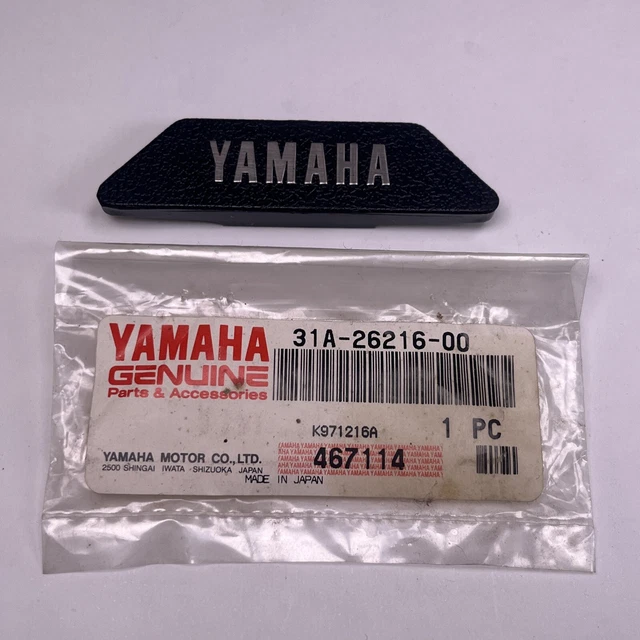 YAMAHA
YAMAHA
GENUINE
Parts & Accessories
31A-26216-00
K971216A
1 PC
YAMAHA MOTOR CO., LTD.
2500 SHINGAI IWATA - SHIZUOKA JAPAN
MADE IN JAPAN
467114